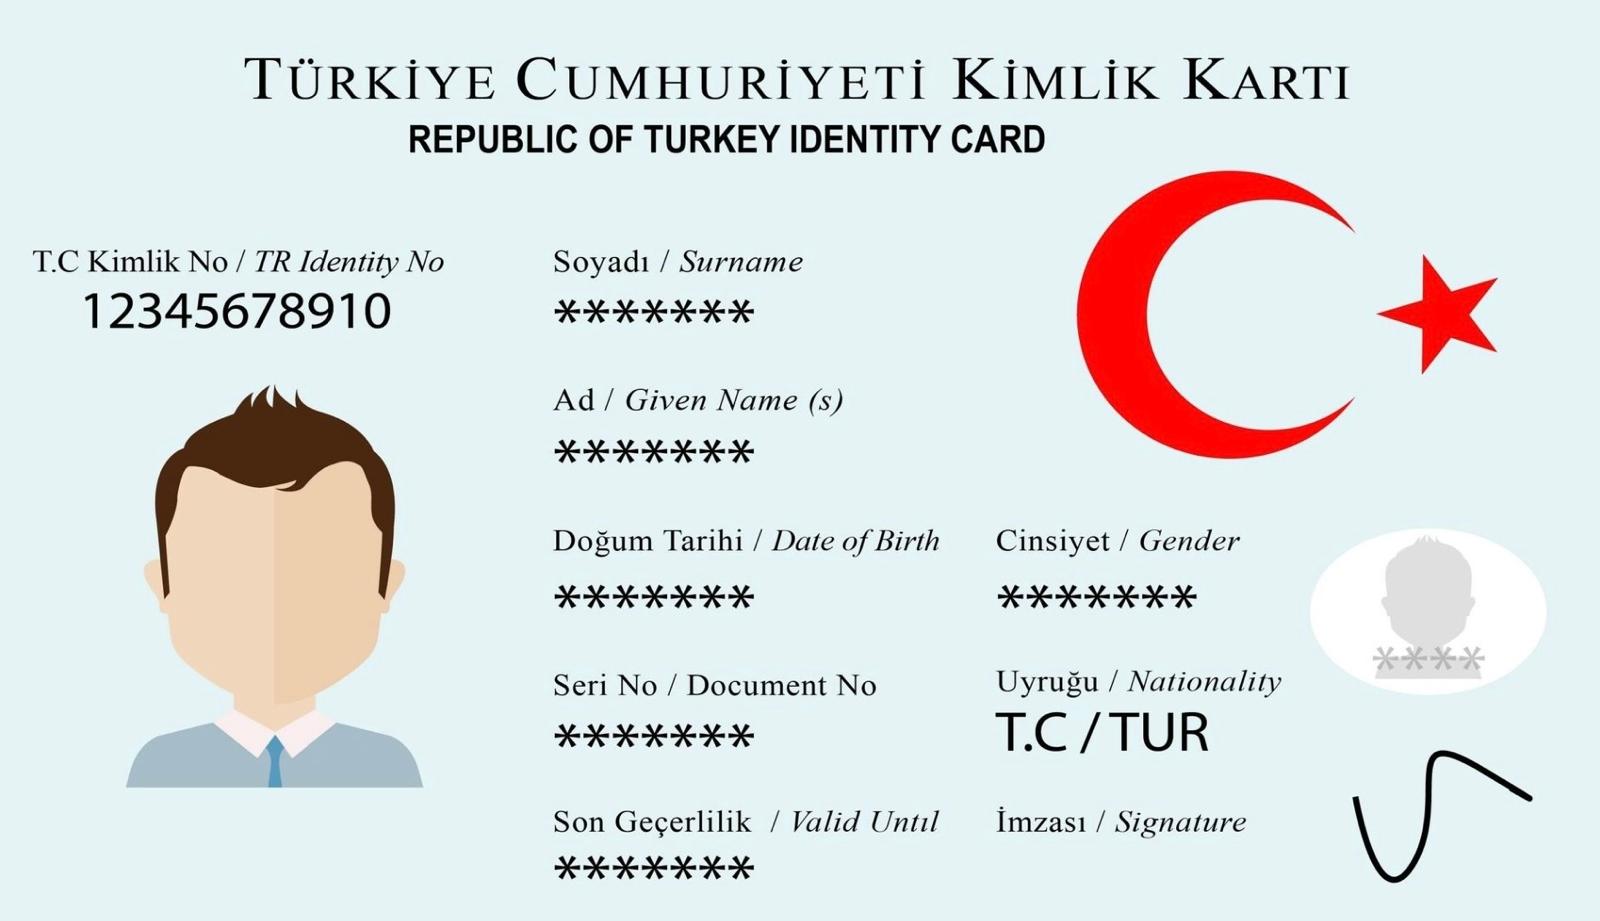 TÜRKİYE CUMHURİYETİ KİMLİK KARTI
REPUBLIC OF TURKEY IDENTITY CARD
T.C Kimlik No / TR Identity No
12345678910
Soyadı / Surname
*******
Ad / Given Name (s)
*******
Doğum Tarihi / Date of Birth
*******
Cinsiyet / Gender
*******
****
Seri No / Document No
*******
Uyruğu / Nationality
T.C / TUR
Son Geçerlilik / Valid Untıl
*******
İmzası / Signature